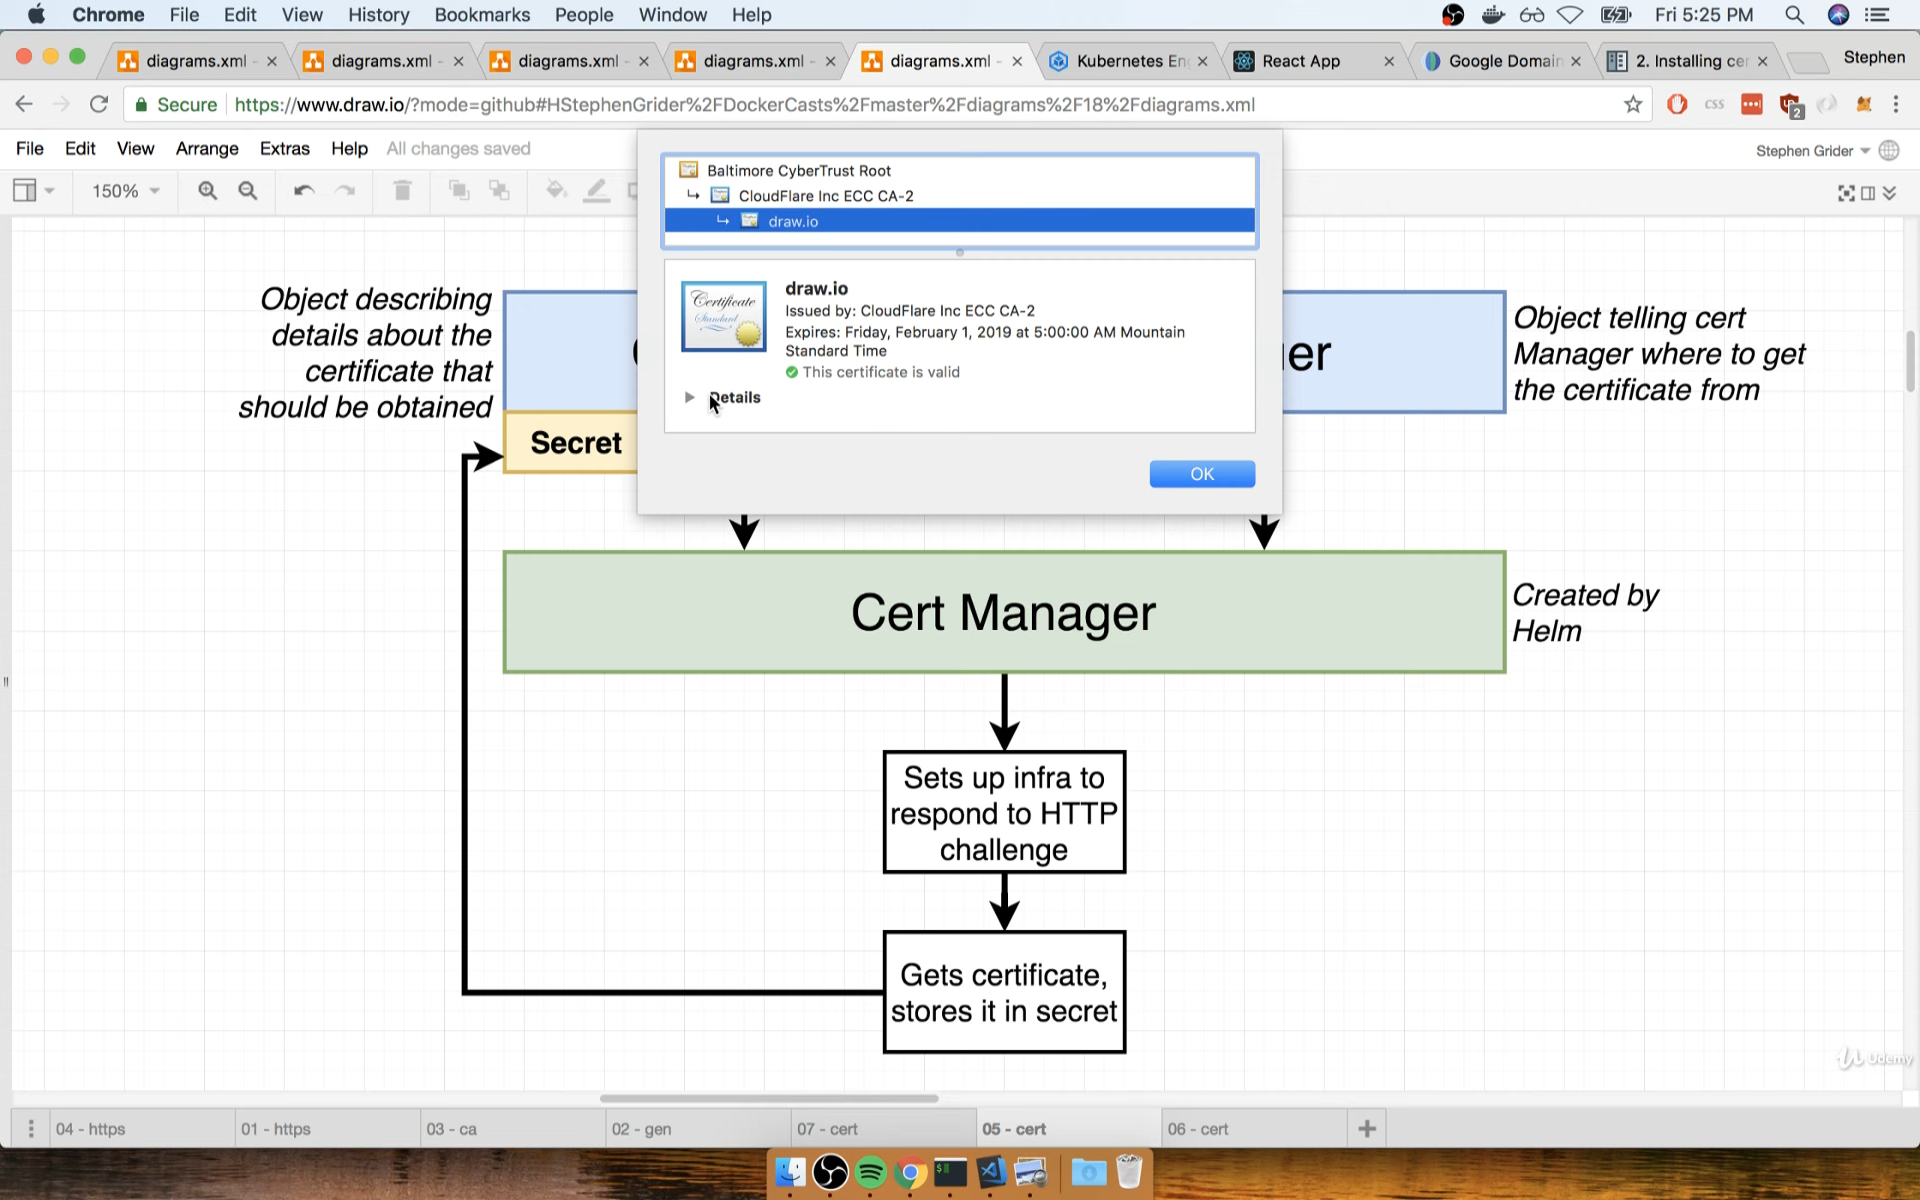 Chrome File Edit View History Bookmarks People Window Help Fri 5:25 PM
diagrams.xml - diagrams.xml - diagrams.xml - diagrams.xml - diagrams.xml - Kubernetes En React App Google Domain 2. Installing cer Stephen
Secure https://www.draw.io/?mode=github#HStephenGrider%2FDockerCasts%2Fmaster%2Fdiagrams%2F18%2Fdiagrams.xml css 2
File Edit View Arrange Extras Help All changes saved Stephen Grider
150%
Baltimore CyberTrust Root
CloudFlare Inc ECC CA-2
draw.io
Certificate
Standard
draw.io
Issued by: CloudFlare Inc ECC CA-2
Expires: Friday, February 1, 2019 at 5:00:00 AM Mountain
Standard Time
This certificate is valid
Details
OK
Object describing
details about the
certificate that
should be obtained
er
Object telling cert
Manager where to get
the certificate from
Secret
Cert Manager
Created by
Helm
Sets up infra to
respond to HTTP
challenge
Gets certificate,
stores it in secret
Udemy
04 - https 01 - https 03 - ca 02 - gen 07 - cert 05 - cert 06 - cert